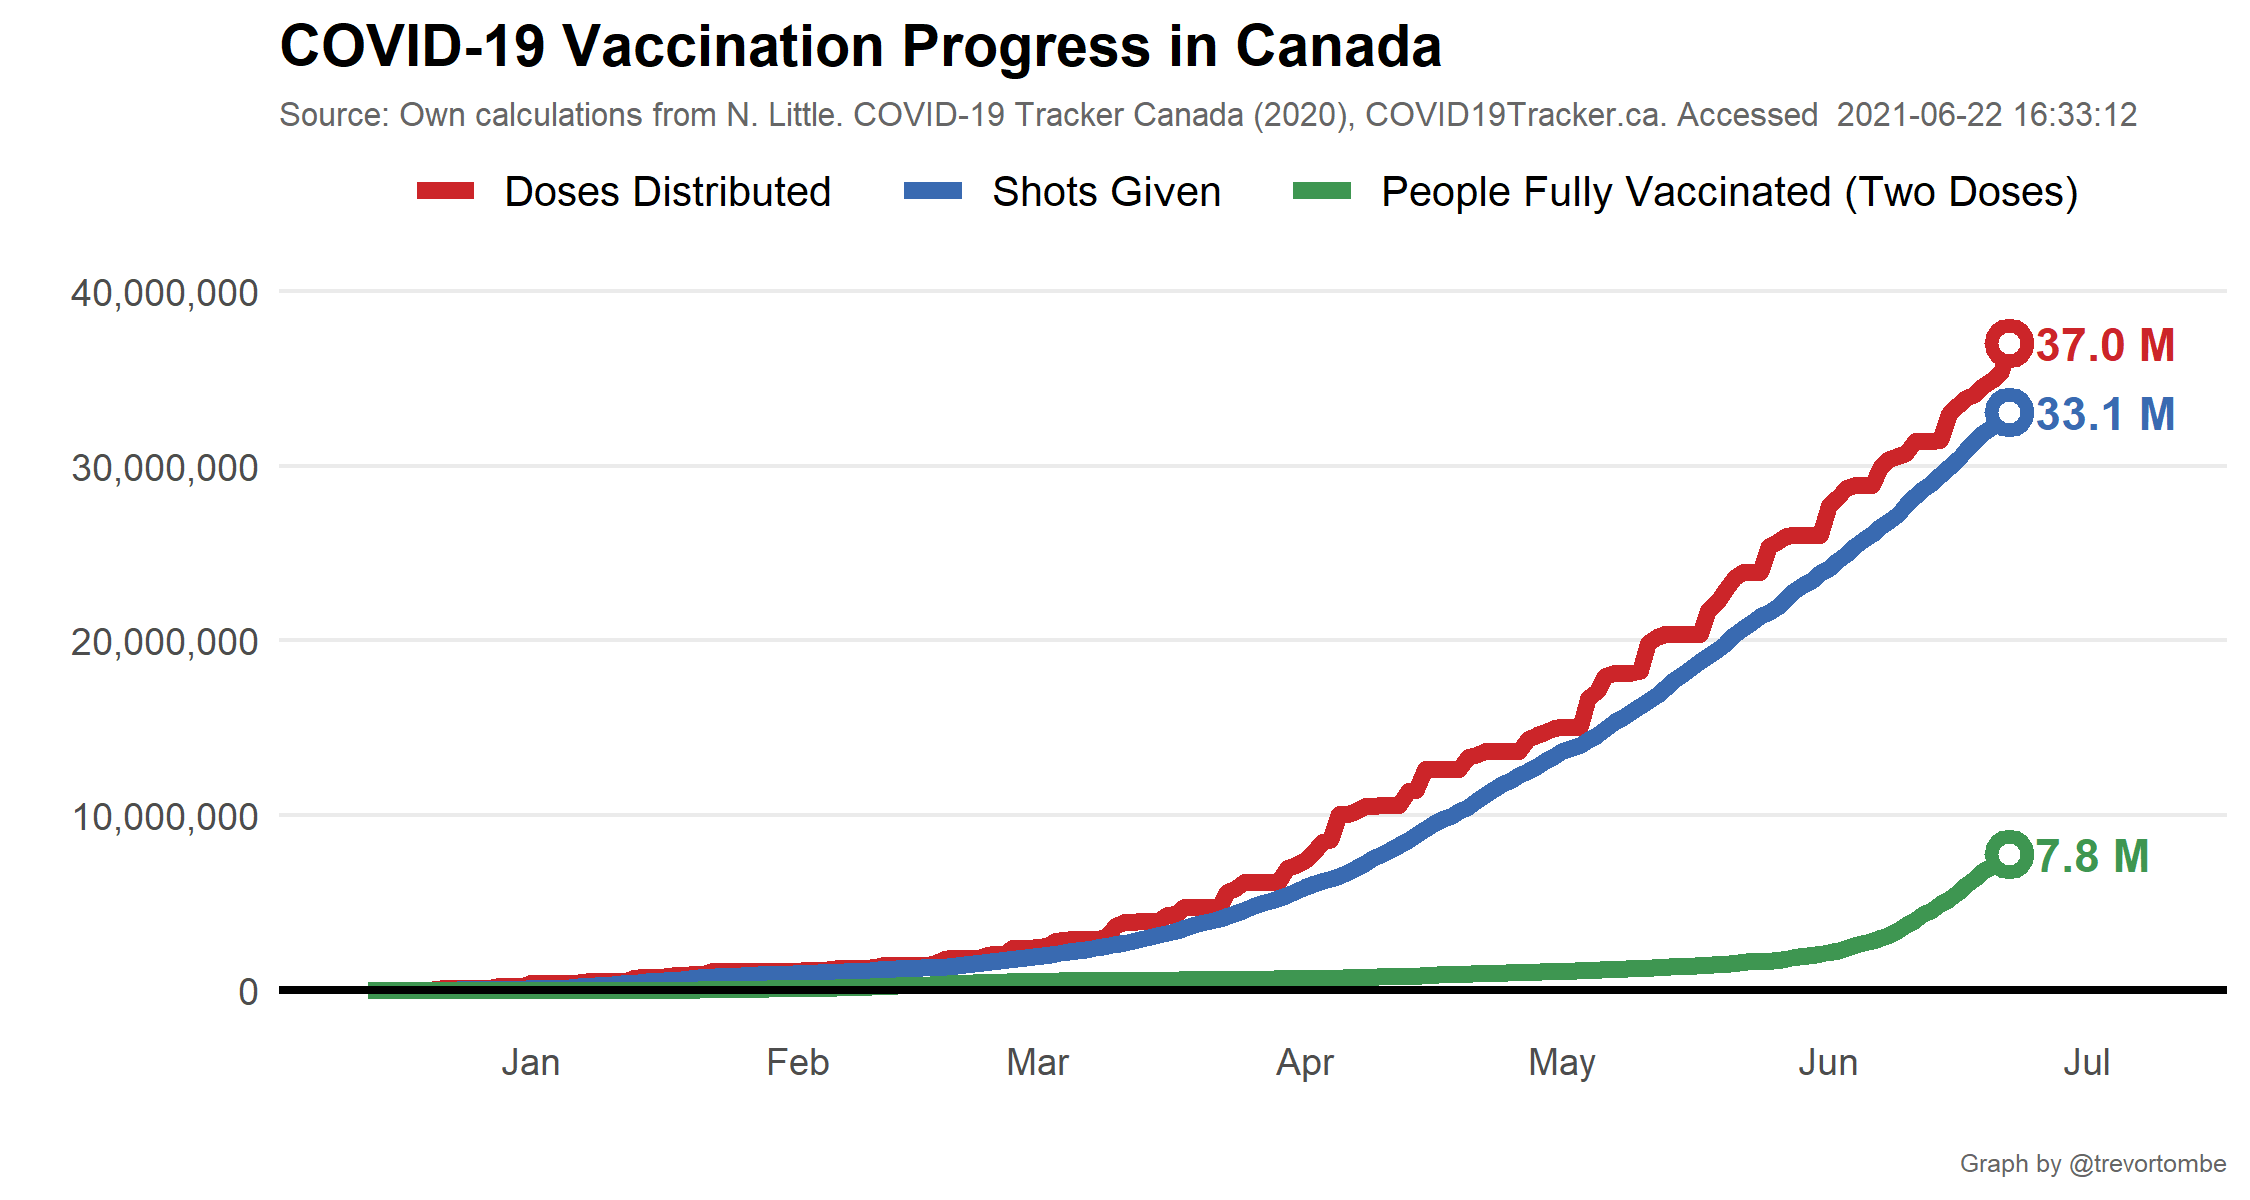 COVID-19 Vaccination Progress in Canada
Source: Own calculations from N. Little. COVID-19 Tracker Canada (2020), COVID19Tracker.ca. Accessed  2021-06-22 16:33:12
Doses Distributed Shots Given People Fully Vaccinated (Two Doses)
40,000,000
37.0 M
33.1 M
30,000,000
20,000,000
10,000,000
7.8 M
0
Jan Feb Mar Apr May Jun Jul
Graph by @trevortombe